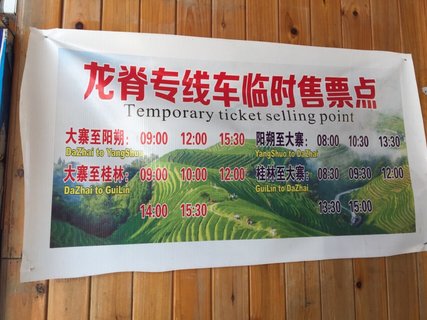 龙脊专线车临时售票点
Temporary ticket selling point
大寨至阳朔： 09:00 12:00 15:30 阳朔至大寨： 08:00 10:30 13:30
DaZhai to YangShuo YangShuo to DaZhai
大寨至桂林： 09:00 10:00 12:00 桂林至大寨： 08:30 09:30 12:00
DaZhai to GuiLin GuiLin to DaZhai
14:00 15:30 13:30 15:00